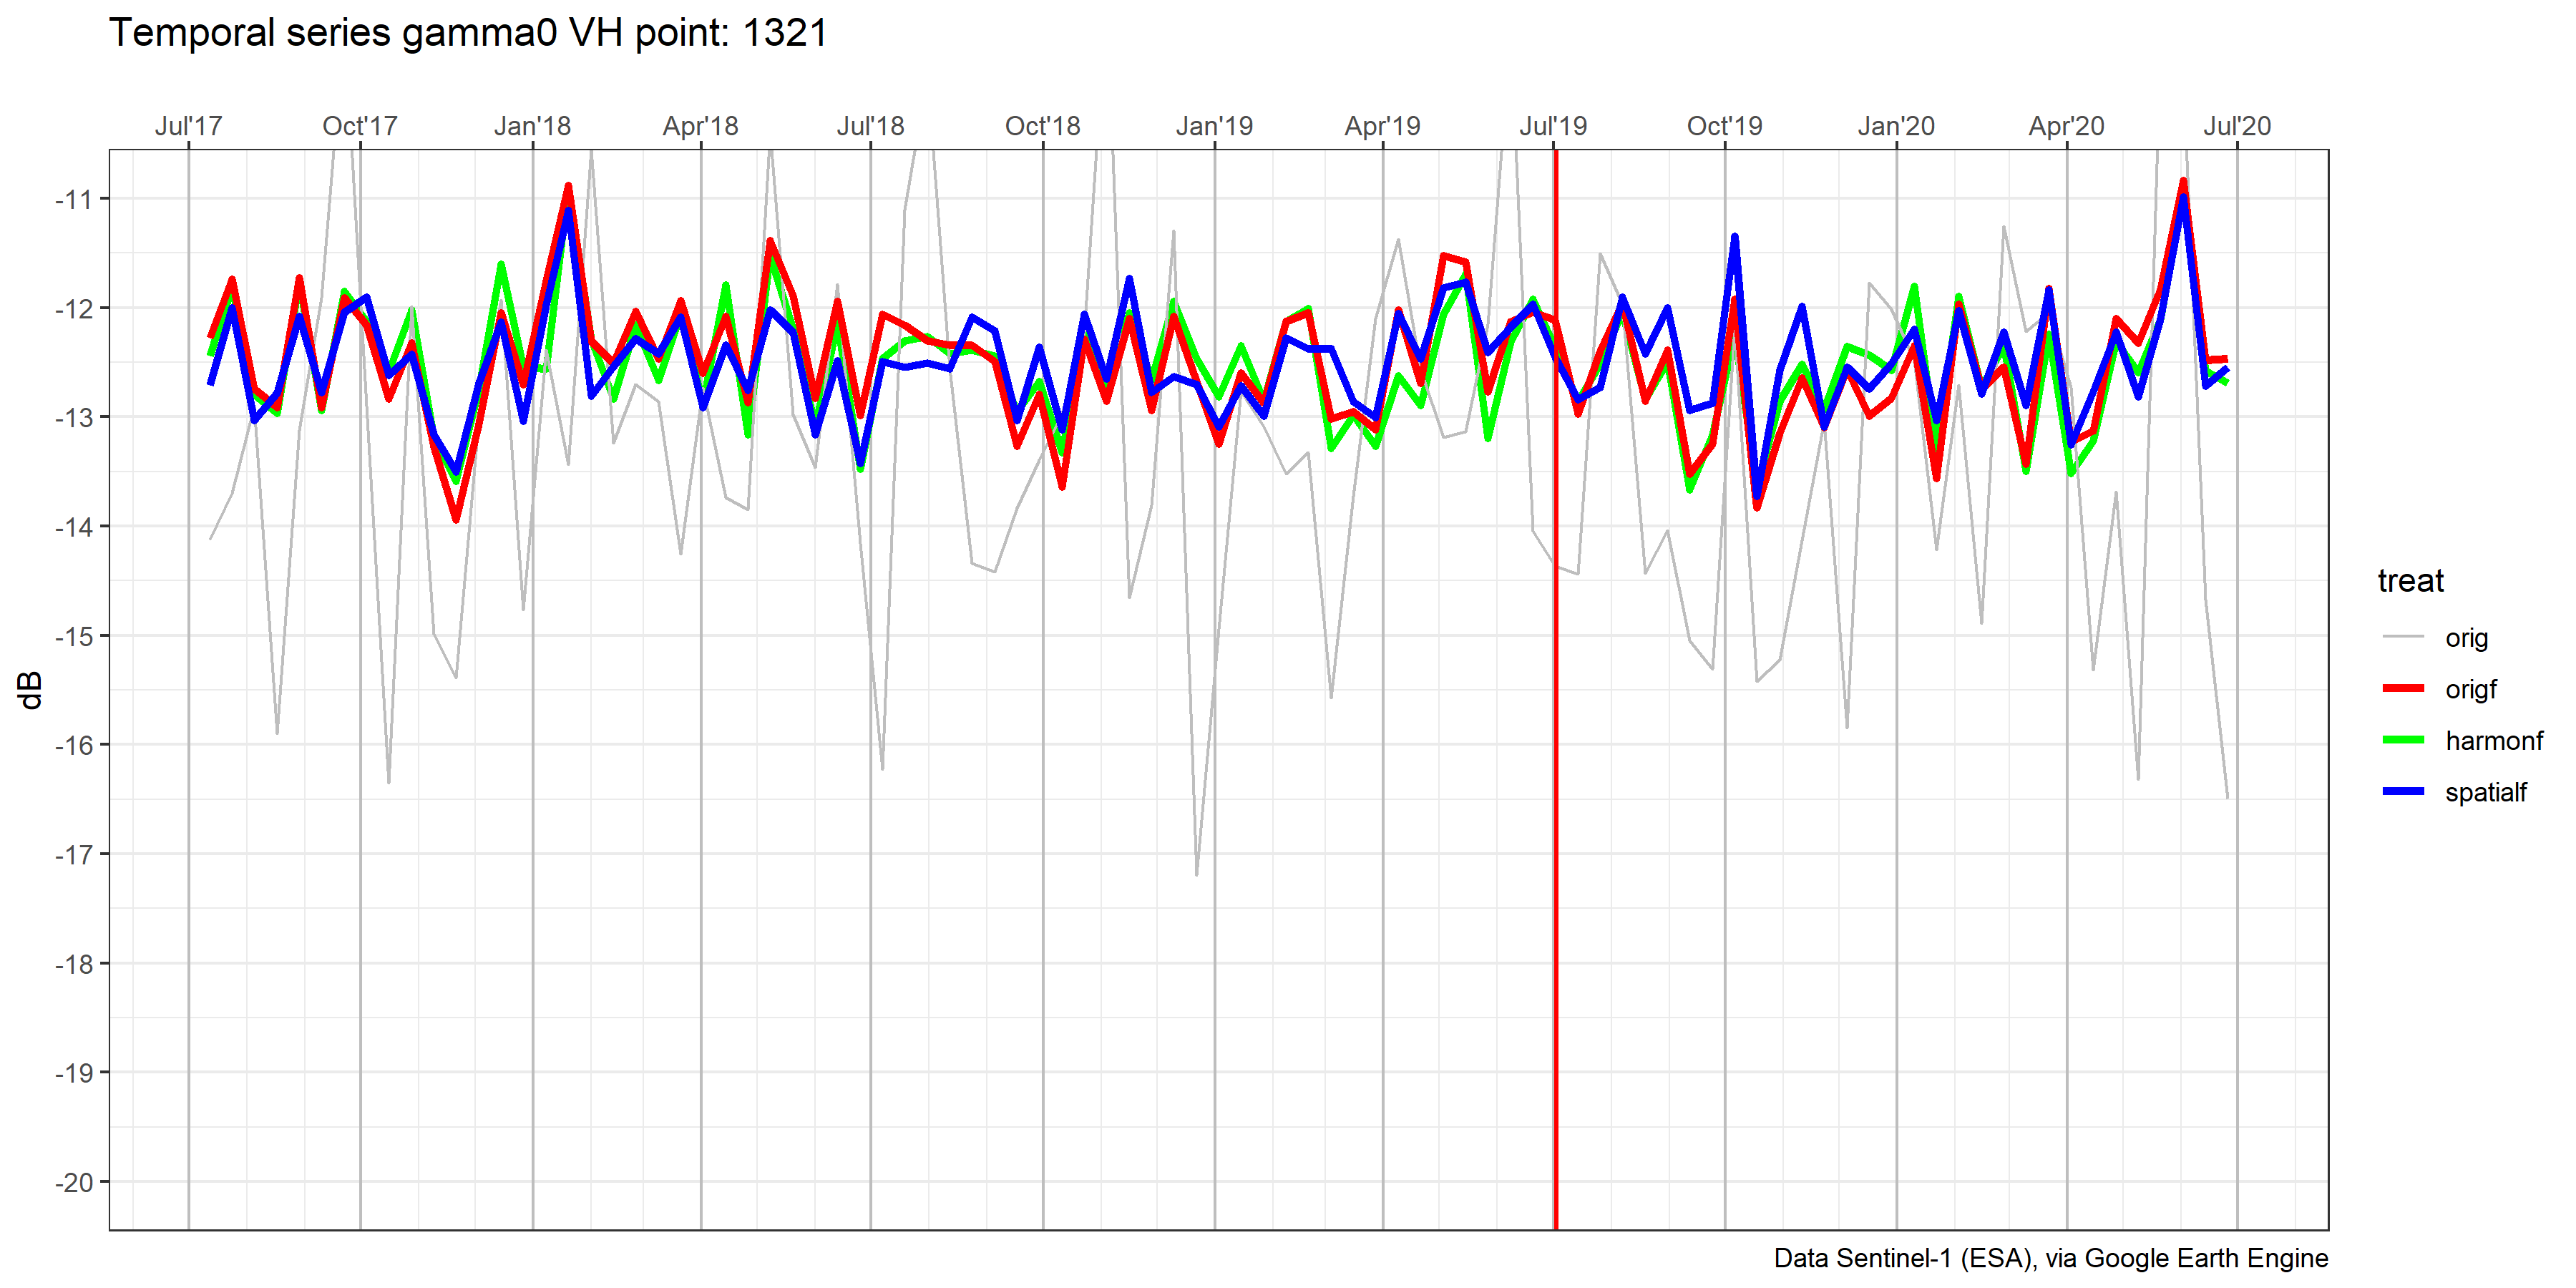 Temporal series gamma0 VH point: 1321
Jul'17 Oct'17 Jan'18 Apr'18 Jul'18 Oct'18 Jan'19 Apr'19 Jul'19 Oct'19 Jan'20 Apr'20 Jul'20
-11
-12
-13
-14
-15
-16
-17
-18
-19
-20
dB
treat
orig
origf
harmonf
spatialf
Data Sentinel-1 (ESA), via Google Earth Engine